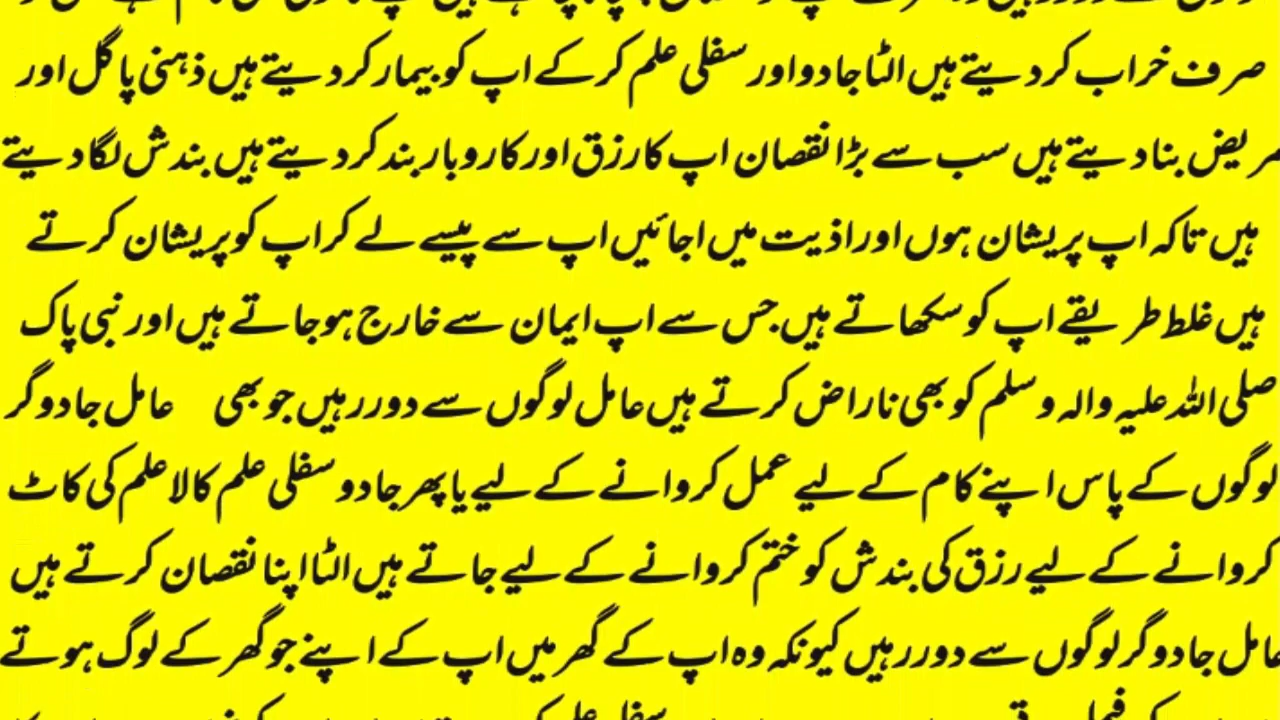 صرف خراب کردیتے ہیں الٹا جادو اور سفلی علم کر کے اپ کو بیمار کردیتے ہیں ذہنی پاگل اور
مریض بنا دیتے ہیں سب سے بڑا نقصان اپ کا رزق اور کاروبار بند کردیتے ہیں بندش لگا دیتے
ہیں تاکہ اپ پریشان ہوں اور اذیت میں اجائیں اپ سے پیسے لے کر اپ کو پریشان کرتے
ہیں غلط طریقے اپ کو سکھاتے ہیں جس سے اپ ایمان سے خارج ہو جاتے ہیں اور نبی پاک
صلی اللہ علیہ والہ وسلم کو بھی ناراض کرتے ہیں عامل لوگوں سے دور رہیں جو بھی عامل جادوگر
لوگوں کے پاس اپنے کام کے لیے عمل کروانے کے لیے یا پھر جادو سفلی علم کالا علم کی کاٹ
کروانے کے لیے رزق کی بندش کو ختم کروانے کے لیے جاتے ہیں الٹا اپنا نقصان کرتے ہیں
عامل جادوگر لوگوں سے دور رہیں کیونکہ وہ اپ کے گھر میں اپ کے اپنے جو گھر کے لوگ ہوتے